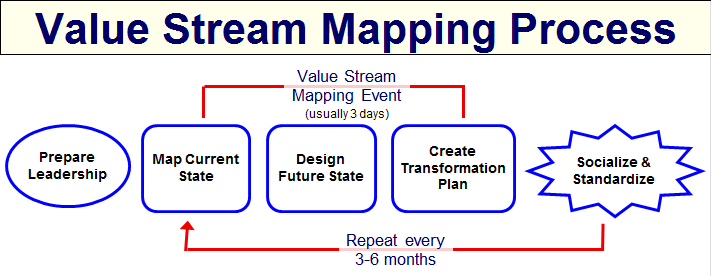 Value Stream Mapping Process
Value Stream
Mapping Event
(usually 3 days)
Prepare
Leadership
Map Current
State
Design
Future State
Create
Transformation
Plan
Socialize &
Standardize
Repeat every
3-6 months